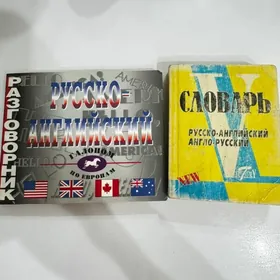 РАЗГОВОРНИК
РУССКО-
АНГЛИЙСКИЙ
ГАЛОПОМ
ПО ЕВРОПАМ
СЛОВАРЬ
РУССКО-АНГЛИЙСКИЙ
АНГЛО-РУССКИЙ
NEW